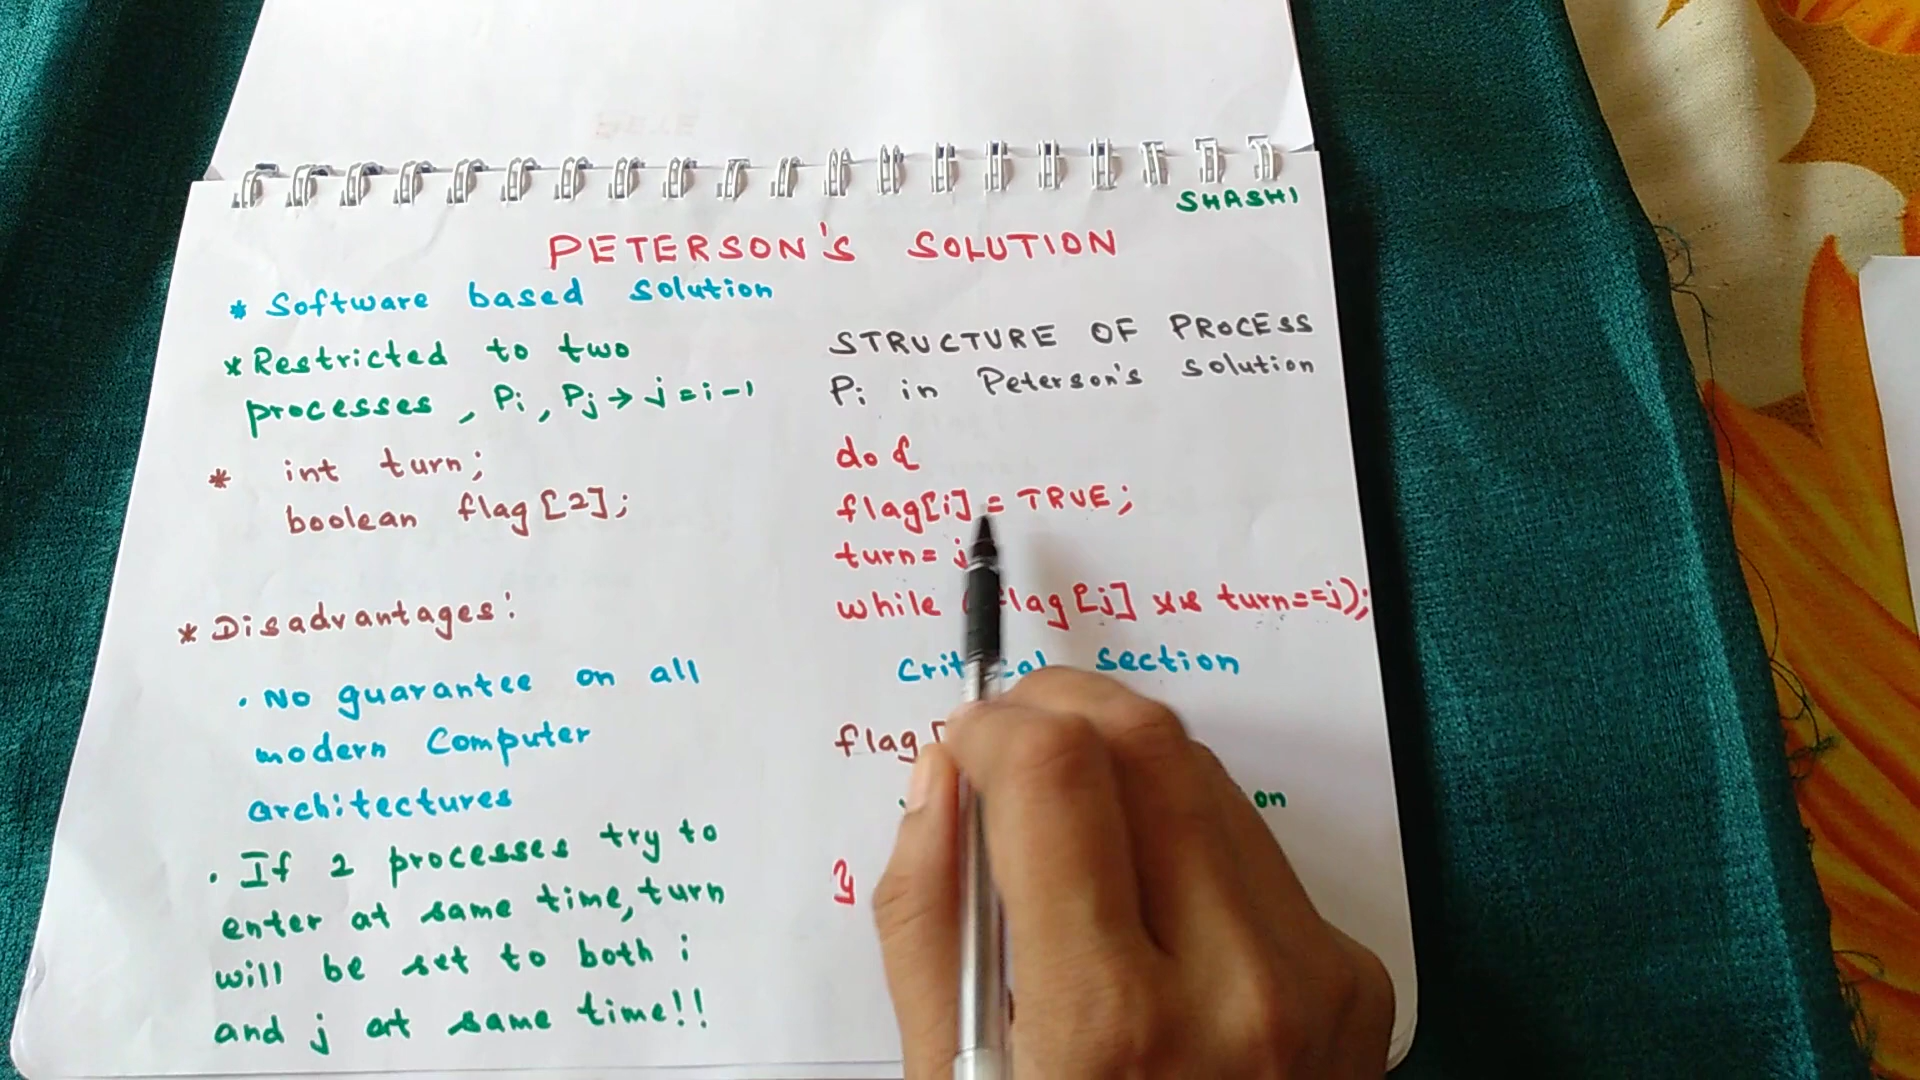 SHASHI
PETERSON'S SOLUTION
* Software based solution
* Restricted to two
processes, Pi, Pj → j = i - 1
* int turn;
boolean flag [2];
* Disadvantages:
. No guarantee on all
modern Computer
architectures
. If 2 processes try to
enter at same time, turn
will be set to both i
and j at same time!!
STRUCTURE OF PROCESS
Pi in Peterson's solution
do {
flag[i] = TRUE;
turn = j
while flag [j] && turn == j);
section
flag [
}